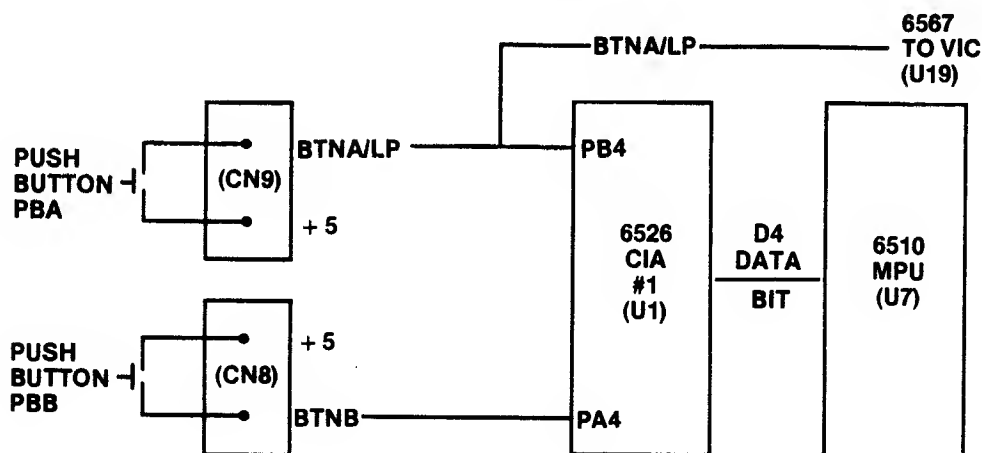 6567
TO VIC
(U19)
BTNA/LP
PUSH
BUTTON
PBA
(CN9)
BTNA/LP
+ 5
PB4
6526
CIA
#1
(U1)
D4
DATA
BIT
6510
MPU
(U7)
PUSH
BUTTON
PBB
(CN8)
+ 5
BTNB
PA4